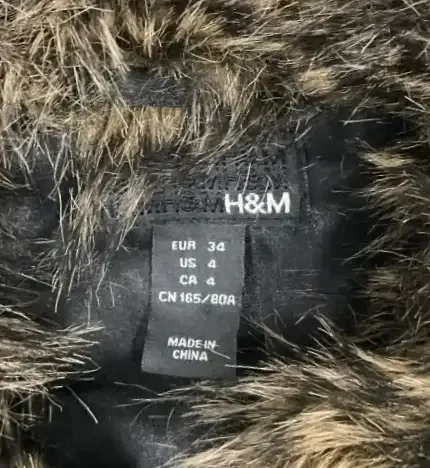 H&M
H&M
EUR 34
US 4
CA 4
CN 165/80A
MADE IN
CHINA